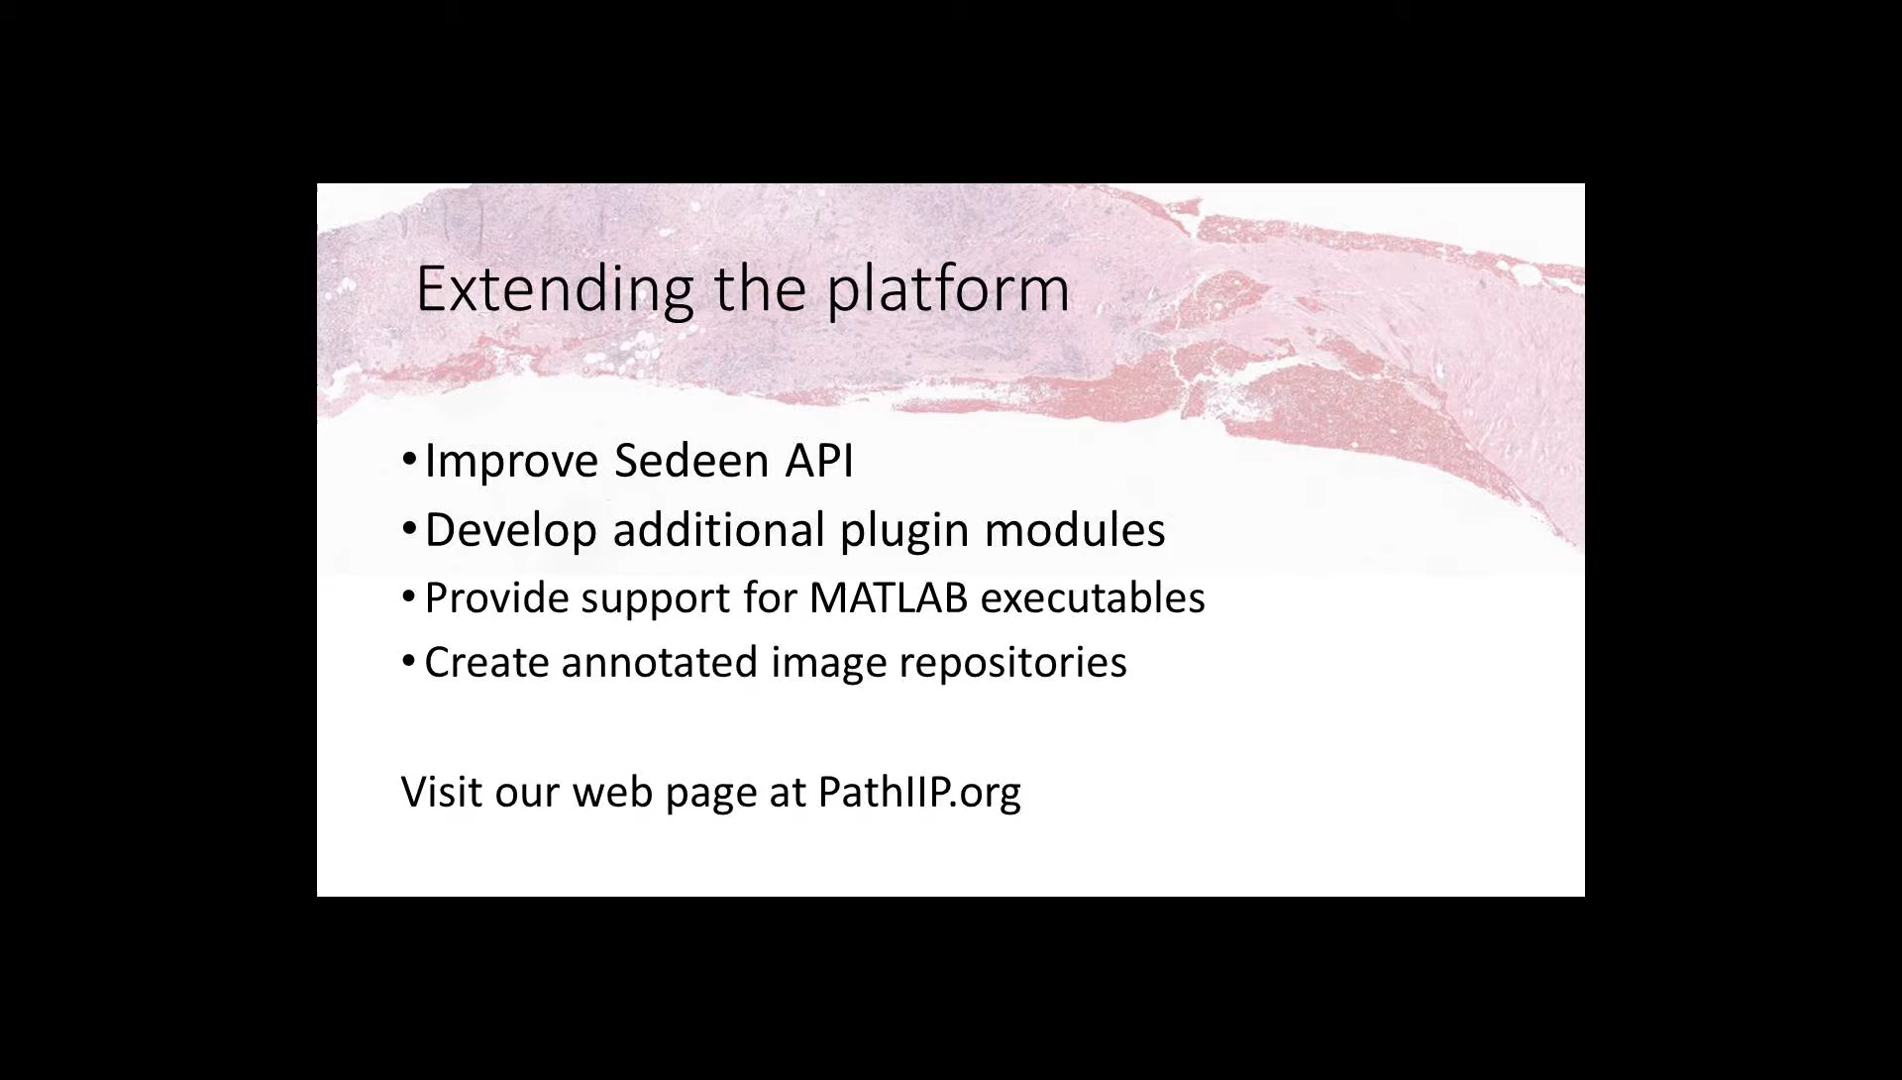 Extending the platform
•Improve Sedeen API
•Develop additional plugin modules
•Provide support for MATLAB executables
•Create annotated image repositories
Visit our web page at PathIIP.org